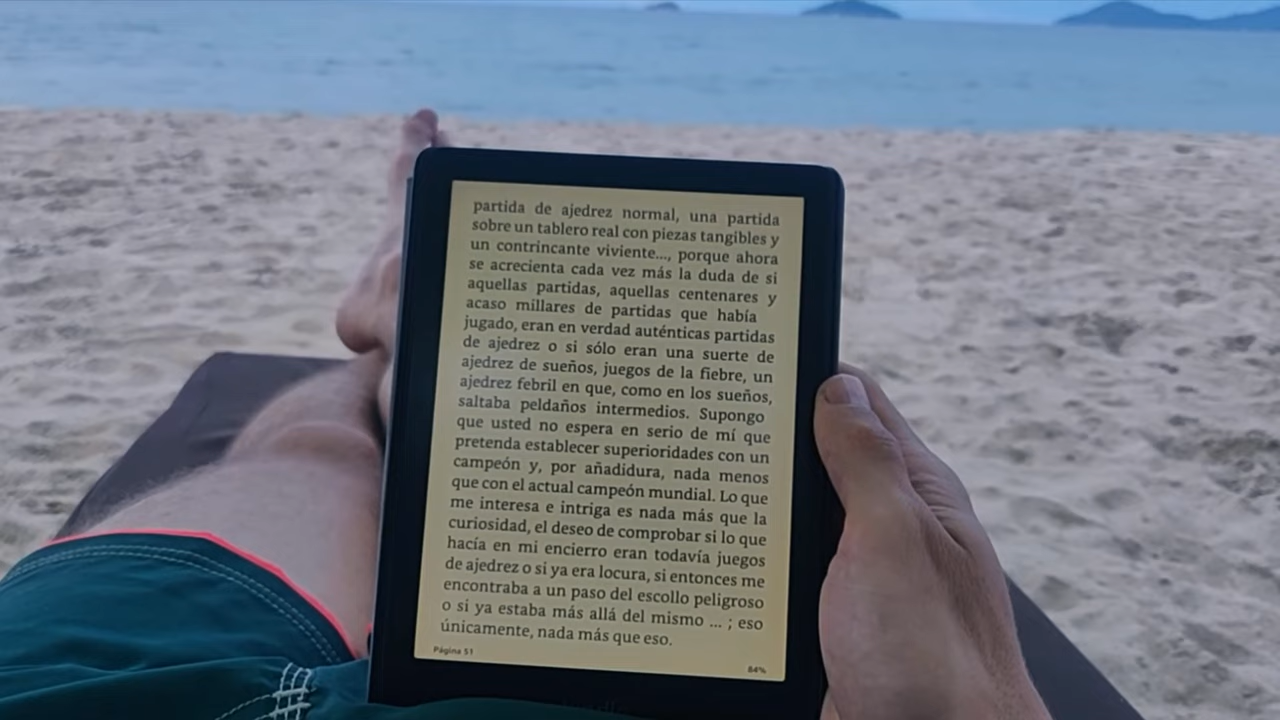 partida de ajedrez normal, una partida
sobre un tablero real con piezas tangibles y
un contrincante viviente..., porque ahora
se acrecienta cada vez más la duda de si
aquellas partidas, aquellas centenares y
acaso millares de partidas que había
jugado, eran en verdad auténticas partidas
de ajedrez o si sólo eran una suerte de
ajedrez de sueños, juegos de la fiebre, un
ajedrez febril en que, como en los sueños,
saltaba peldaños intermedios. Supongo
que usted no espera en serio de mí que
pretenda establecer superioridades con un
campeón y, por añadidura, nada menos
que con el actual campeón mundial. Lo que
me interesa e intriga es nada más que la
curiosidad, el deseo de comprobar si lo que
hacía en mi encierro eran todavía juegos
de ajedrez o si ya era locura, si entonces me
encontraba a un paso del escollo peligroso
o si ya estaba más allá del mismo ... ; eso
únicamente, nada más que eso.
Página 51
84%